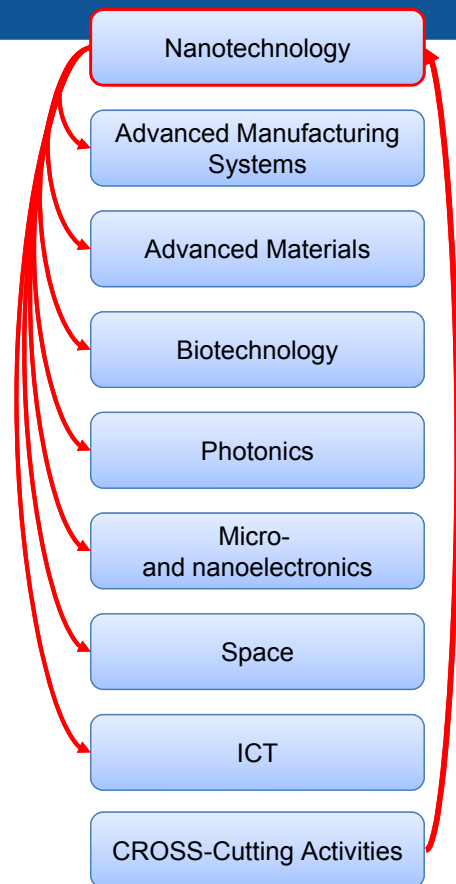 Nanotechnology
Advanced Manufacturing
Systems
Advanced Materials
Biotechnology
Photonics
Micro-
and nanoelectronics
Space
ICT
CROSS-Cutting Activities